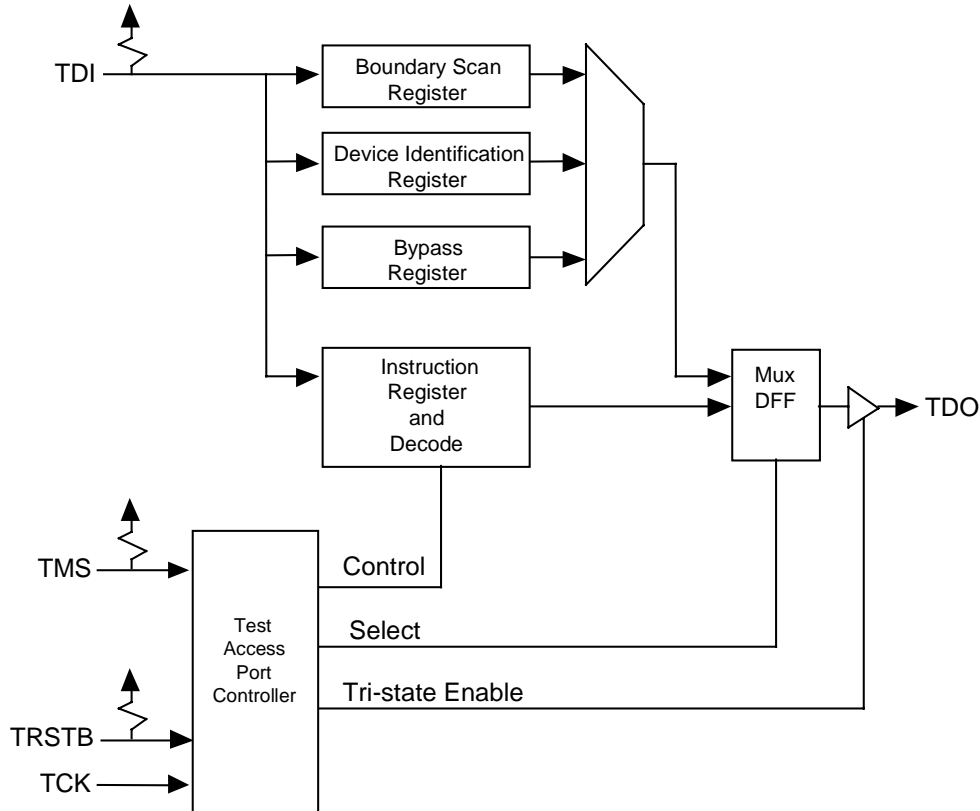 TDI
Boundary Scan
Register
Device Identification
Register
Bypass
Register
Instruction
Register
and
Decode
Mux
DFF
TDO
TMS
Control
Test
Access
Port
Controller
Select
Tri-state Enable
TRSTB
TCK